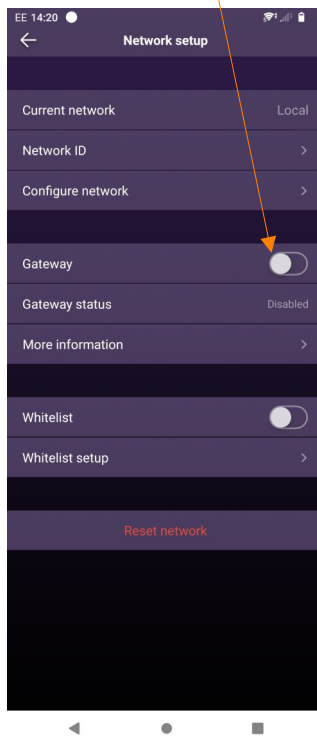 EE 14:20
Network setup
Current network Local
Network ID
Configure network
Gateway
Gateway status Disabled
More information
Whitelist
Whitelist setup
Reset network